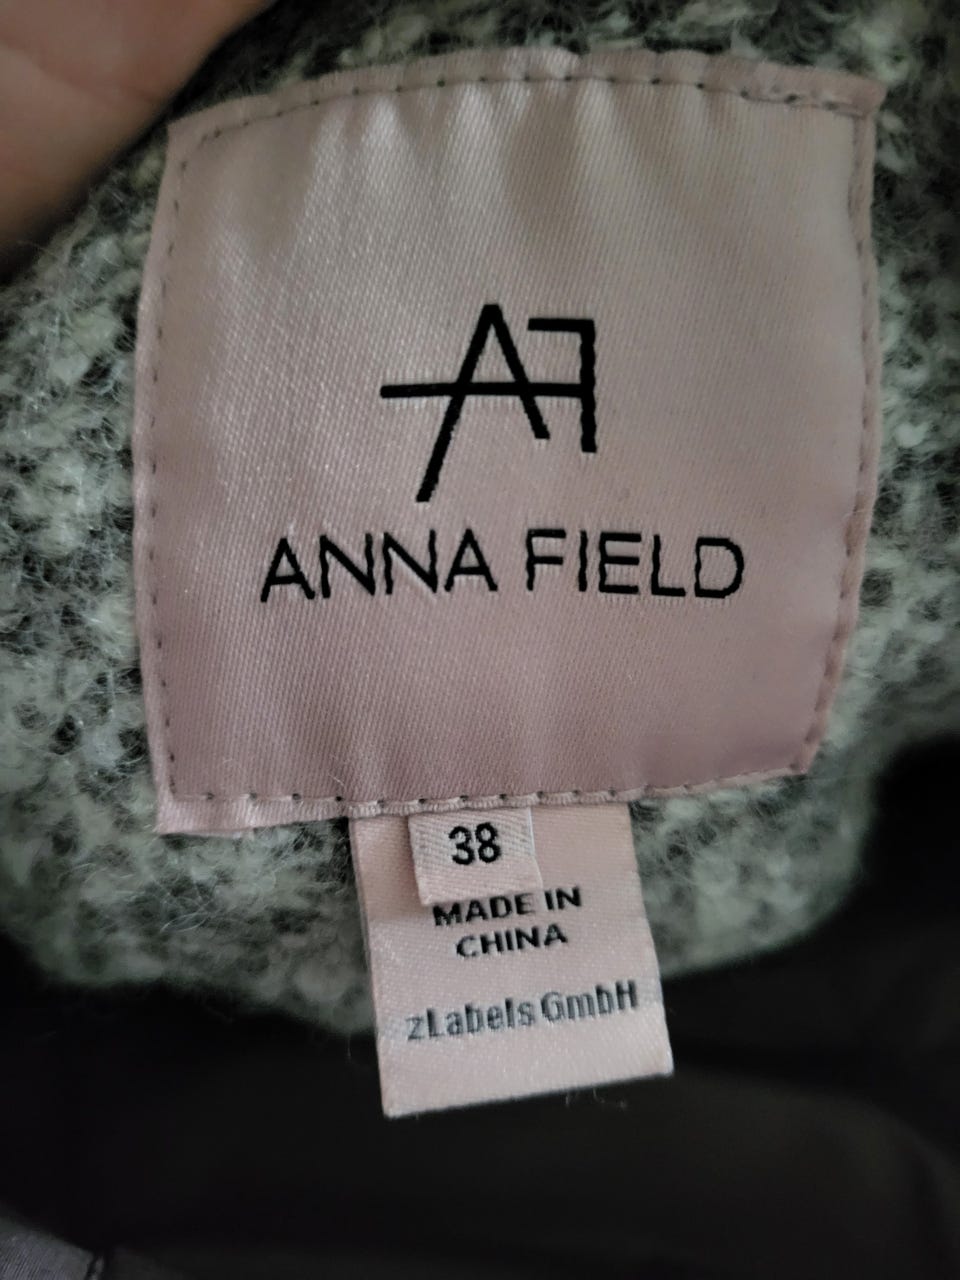 AF
ANNA FIELD
38
MADE IN
CHINA
zLabels GmbH